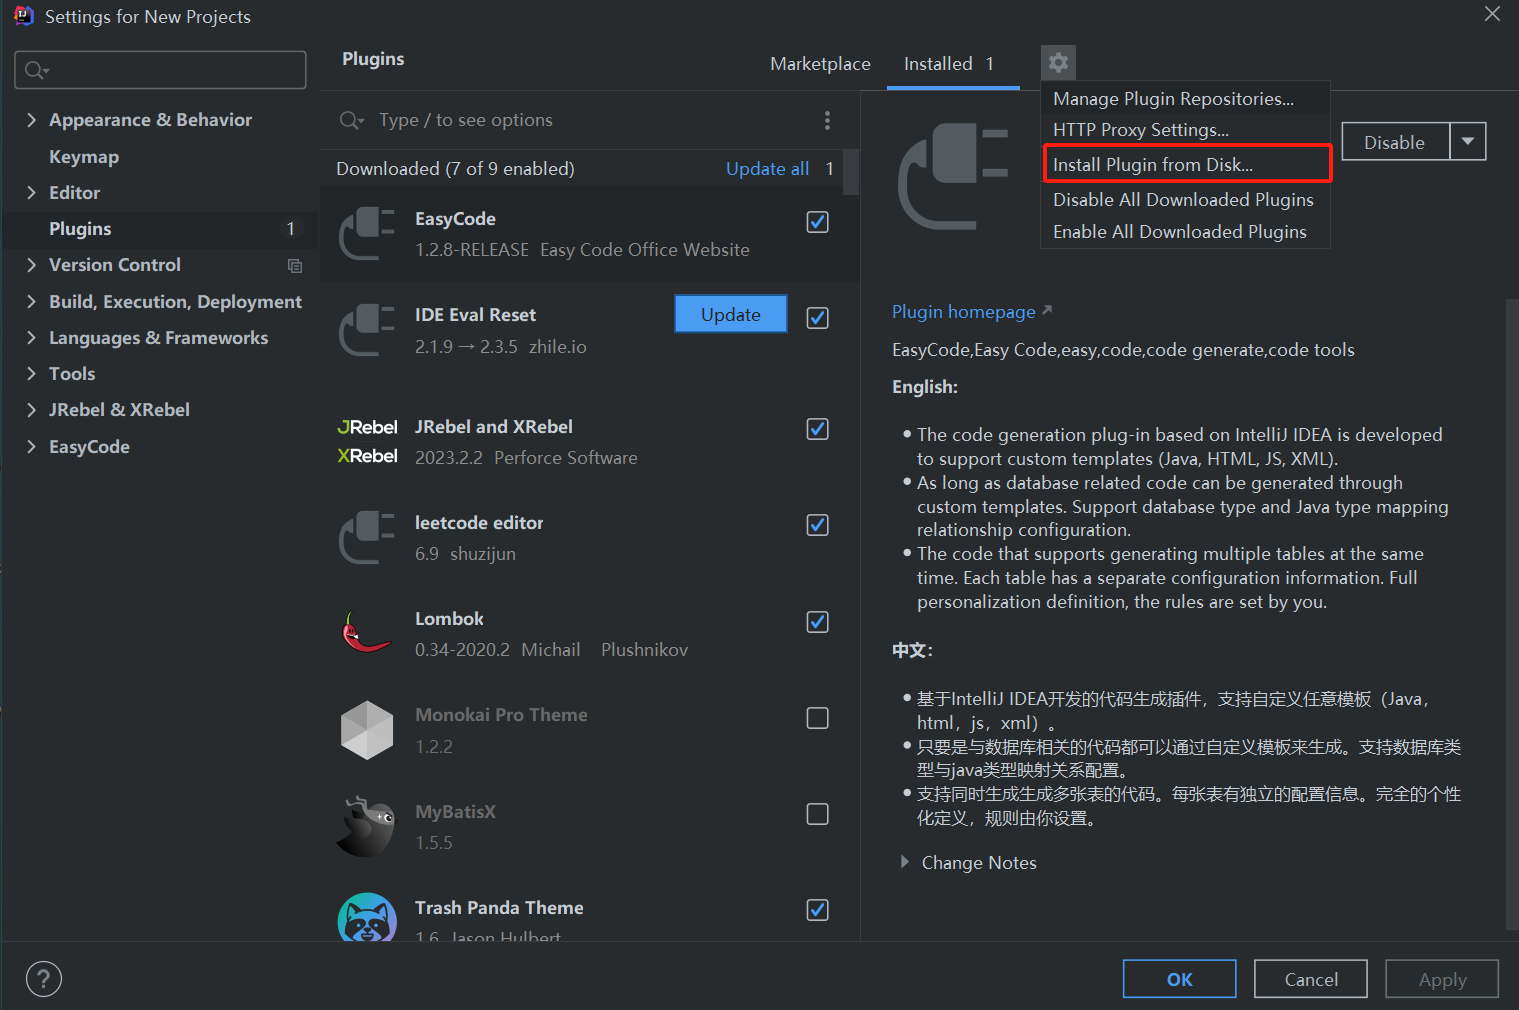 Settings for New Projects
Appearance & Behavior
Keymap
Editor
Plugins 1
Version Control
Build, Execution, Deployment
Languages & Frameworks
Tools
JRebel & XRebel
EasyCode
Plugins
Marketplace
Installed 1
Type / to see options
Downloaded (7 of 9 enabled) Update all 1
EasyCode
1.2.8-RELEASE Easy Code Office Website
IDE Eval Reset
Update
2.1.9 → 2.3.5 zhile.io
JRebel
XRebel
JRebel and XRebel
2023.2.2 Perforce Software
leetcode editor
6.9 shuzijun
Lombok
0.34-2020.2 Michail Plushnikov
Monokai Pro Theme
1.2.2
MyBatisX
1.5.5
Trash Panda Theme
1.6 Jason Hulbert
Manage Plugin Repositories...
HTTP Proxy Settings...
Install Plugin from Disk...
Disable All Downloaded Plugins
Enable All Downloaded Plugins
Disable
Plugin homepage
EasyCode,Easy Code,easy,code,code generate,code tools
English:
• The code generation plug-in based on IntelliJ IDEA is developed
to support custom templates (Java, HTML, JS, XML).
• As long as database related code can be generated through
custom templates. Support database type and Java type mapping
relationship configuration.
• The code that supports generating multiple tables at the same
time. Each table has a separate configuration information. Full
personalization definition, the rules are set by you.
中文：
• 基于IntelliJ IDEA开发的代码生成插件，支持自定义任意模板（Java，
html，js，xml）。
• 只要是与数据库相关的代码都可以通过自定义模板来生成。支持数据库类
型与java类型映射关系配置。
• 支持同时生成生成多张表的代码。每张表有独立的配置信息。完全的个性
化定义，规则由你设置。
Change Notes
?
OK
Cancel
Apply